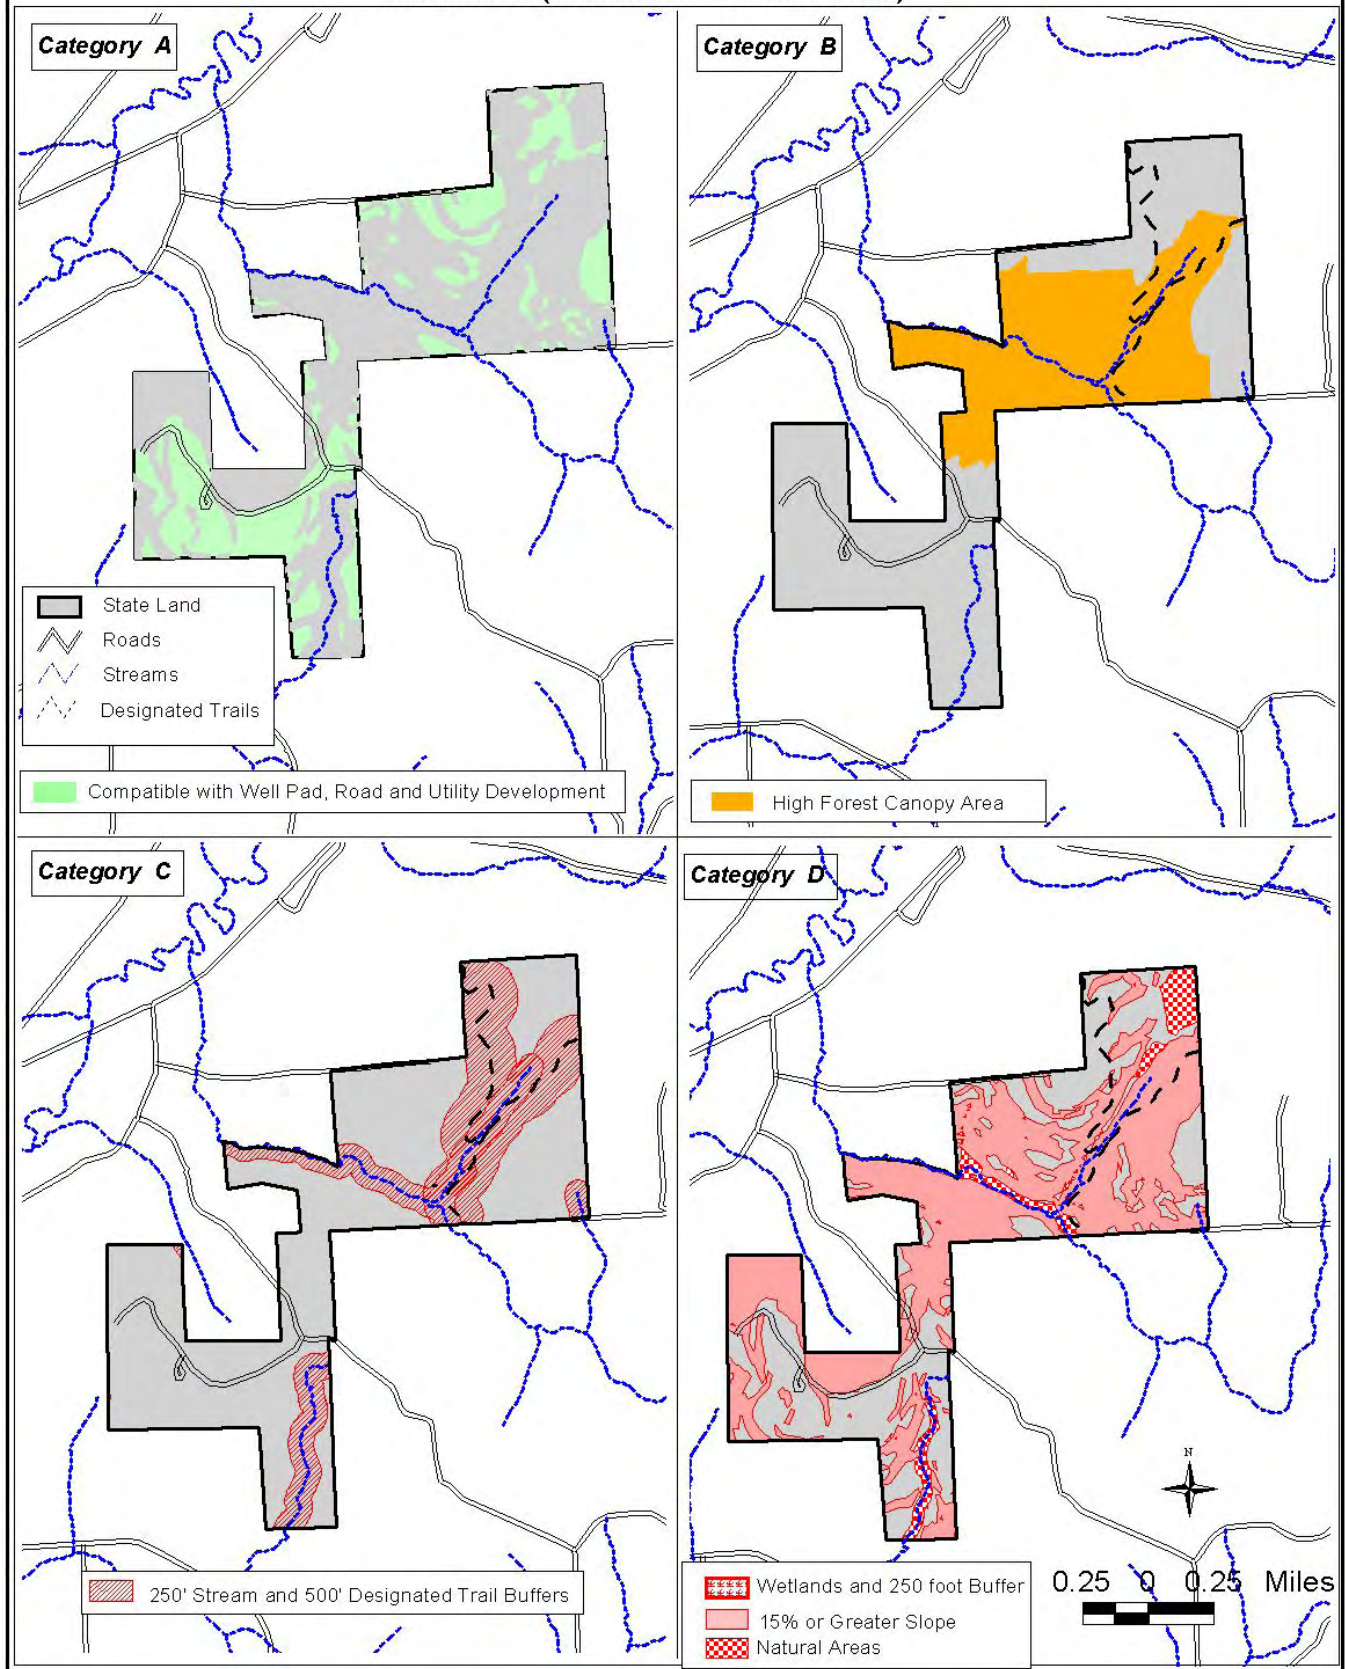 Category A
Category B
State Land
Roads
Streams
Designated Trails
Compatible with Well Pad, Road and Utility Development
High Forest Canopy Area
Category C
Category D
N
250' Stream and 500' Designated Trail Buffers
Wetlands and 250 foot Buffer
15% or Greater Slope
Natural Areas
0.25 0 0.25 Miles